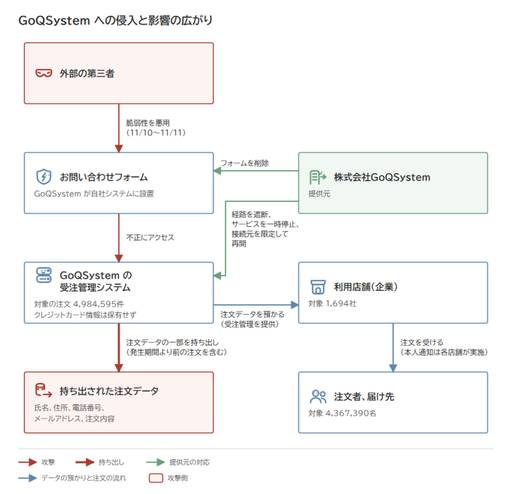 GoQSystem への侵入と影響の広がり
外部の第三者
脆弱性を悪用
(11/10〜11/11)
お問い合わせフォーム
GoQSystem が自社システムに設置
フォームを削除
株式会社GoQSystem
提供元
不正にアクセス
経路を遮断、
サービスを一時停止、
接続元を限定して
再開
GoQSystem の
受注管理システム
対象の注文 4,984,595件
クレジットカード情報は保有せず
注文データを預かる
(受注管理を提供)
利用店舗(企業)
対象 1,694社
注文データの一部を持ち出し
(発生期間より前の注文を含む)
注文を受ける
(本人通知は各店舗が実施)
持ち出された注文データ
氏名、住所、電話番号、
メールアドレス、注文内容
注文者、届け先
対象 4,367,390名
攻撃
持ち出し
提供元の対応
データの預かりと注文の流れ
攻撃側